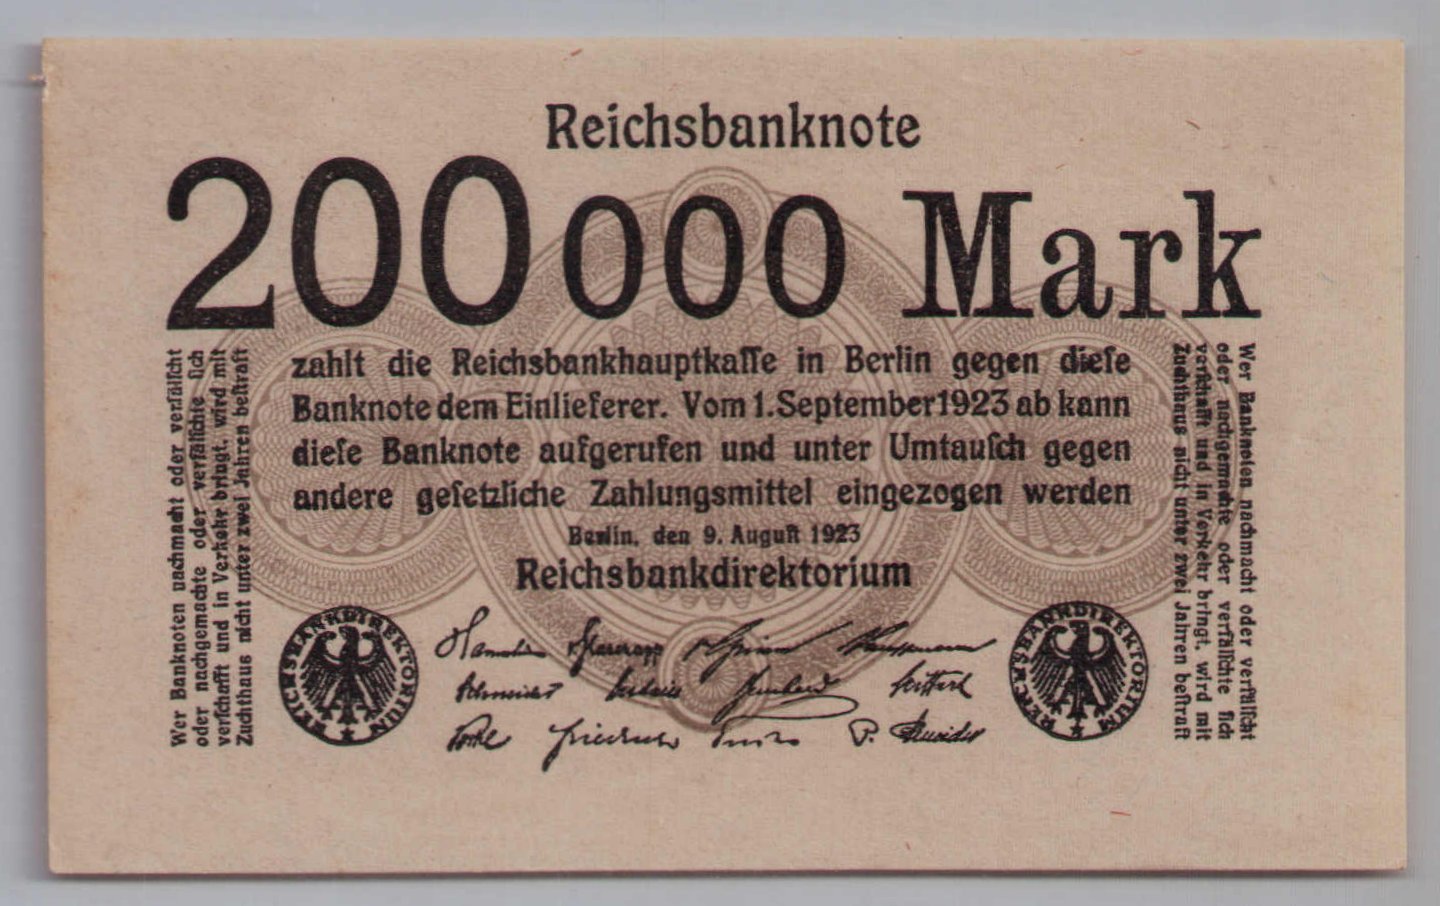 Reichsbanknote
200000 Mark
zahlt die Reichsbankhauptkaſſe in Berlin gegen dieſe
Banknote dem Einlieferer. Vom 1. September 1923 ab kann
dieſe Banknote aufgerufen und unter Umtauſch gegen
andere geſetzliche Zahlungsmittel eingezogen werden
Berlin, den 9. Auguſt 1923
Reichsbankdirektorium
Wer Banknoten nachmacht oder verfälſcht
oder nachgemachte oder verfälſchte ſich
verſchafft und in Verkehr bringt, wird mit
Zuchthaus nicht unter zwei Jahren beſtraft
Wer Banknoten nachmacht oder verfälſcht
oder nachgemachte oder verfälſchte ſich
verſchafft und in Verkehr bringt, wird mit
Zuchthaus nicht unter zwei Jahren beſtraft
REICHSBANKDIREKTORIUM
REICHSBANKDIREKTORIUM